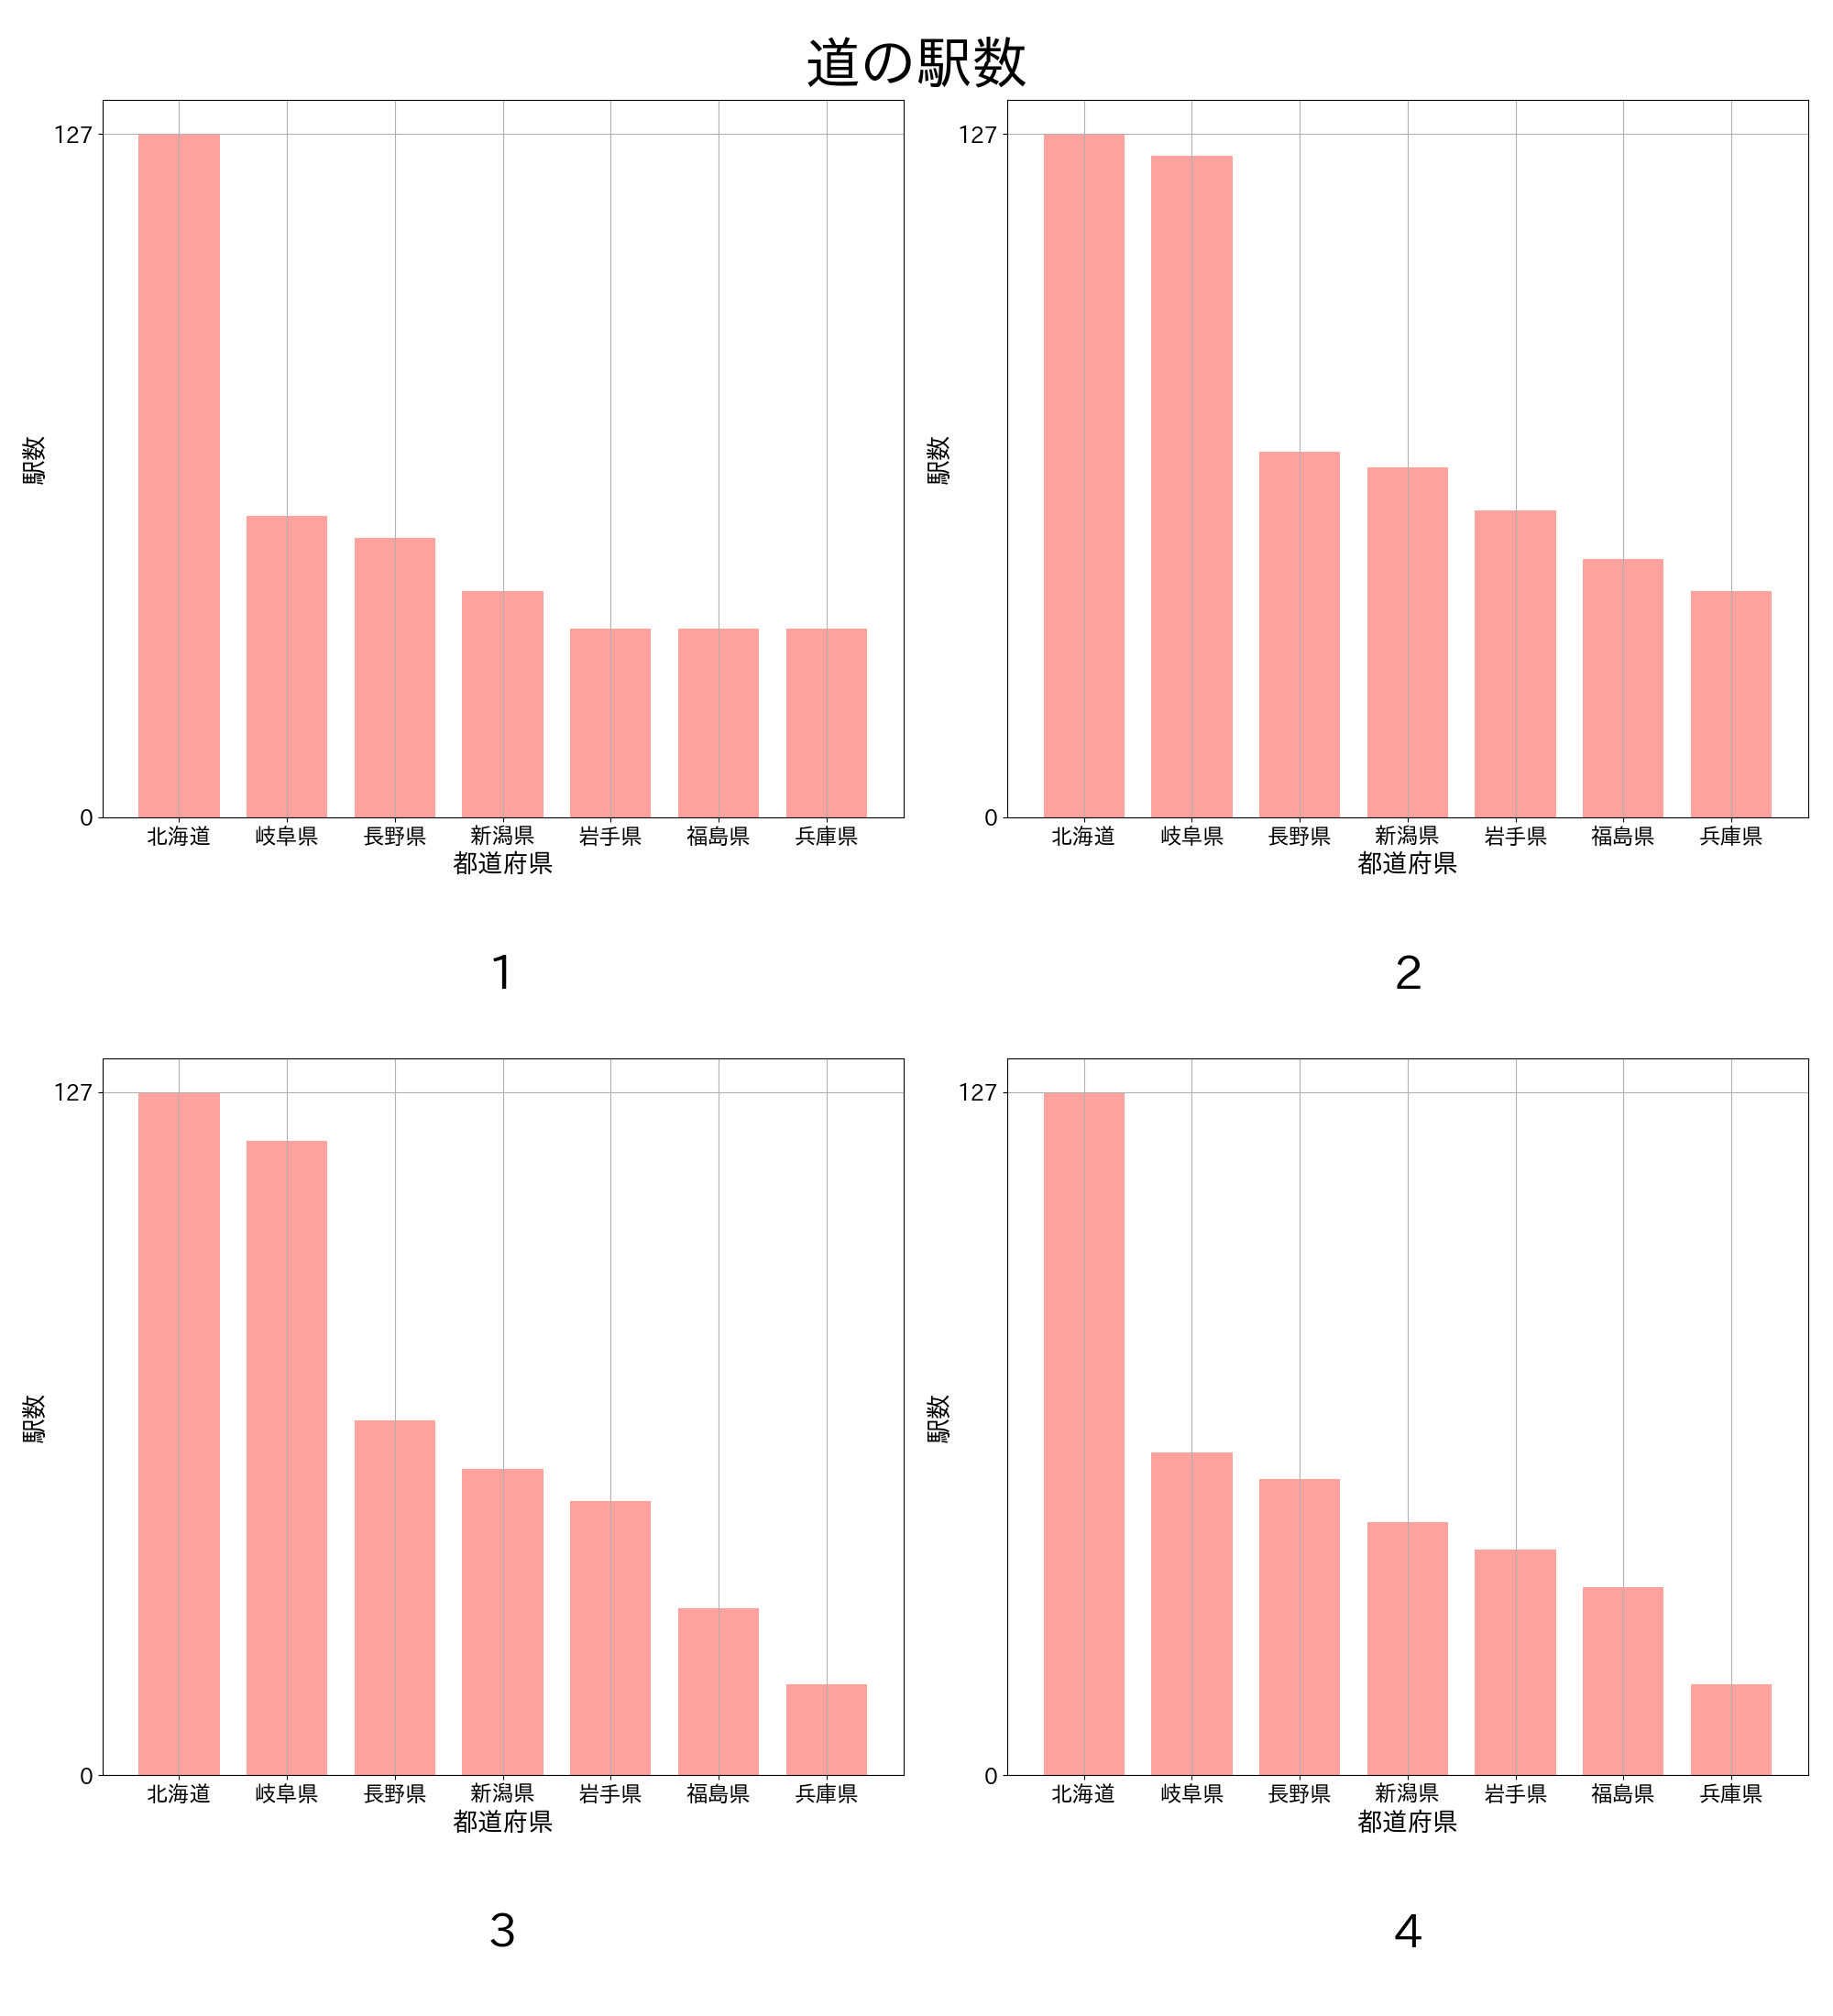 道の駅数
127
0
駅数
北海道 岐阜県 長野県 新潟県 岩手県 福島県 兵庫県
都道府県
1
127
0
駅数
北海道 岐阜県 長野県 新潟県 岩手県 福島県 兵庫県
都道府県
2
127
0
駅数
北海道 岐阜県 長野県 新潟県 岩手県 福島県 兵庫県
都道府県
3
127
0
駅数
北海道 岐阜県 長野県 新潟県 岩手県 福島県 兵庫県
都道府県
4